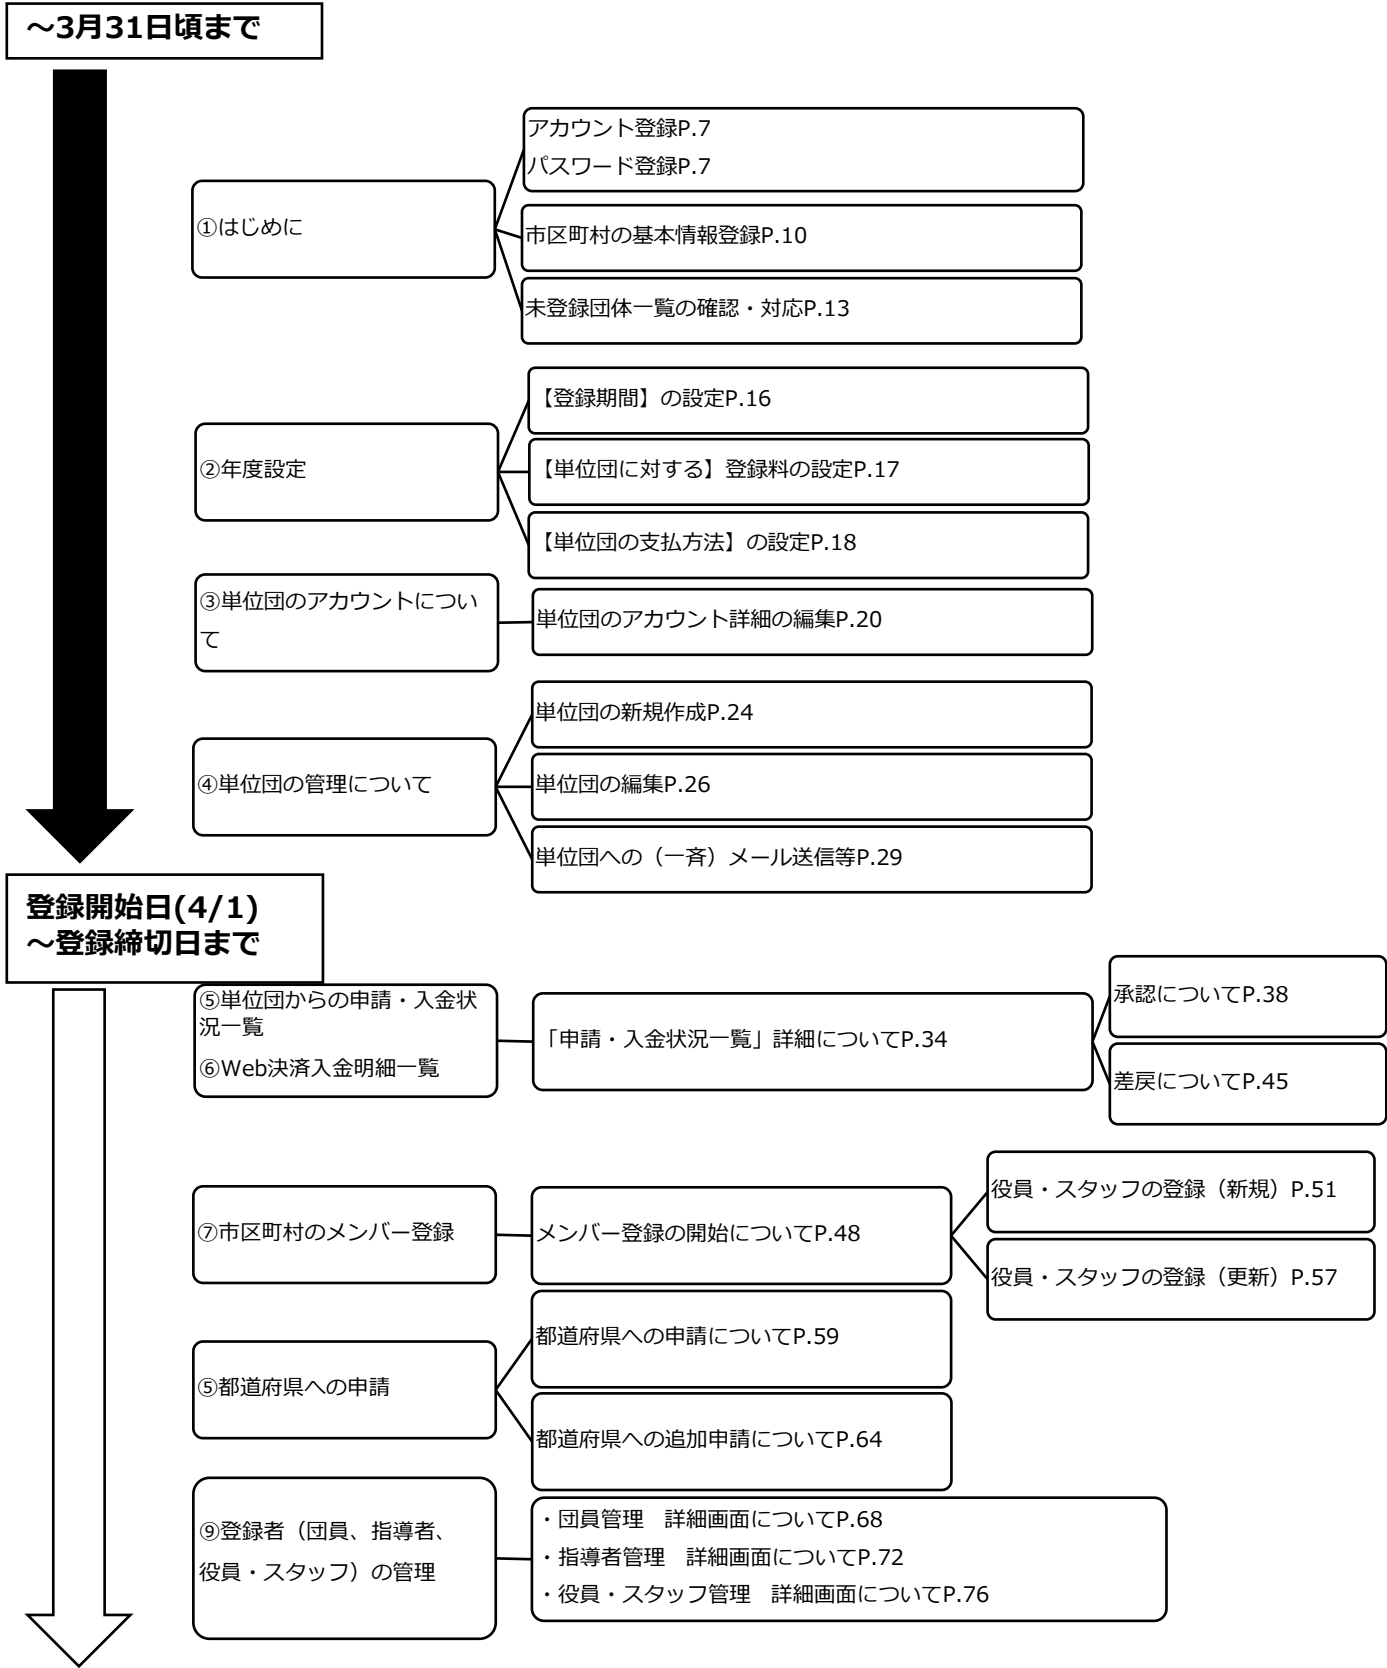 ～3月31日頃まで
①はじめに
アカウント登録P.7
パスワード登録P.7
市区町村の基本情報登録P.10
未登録団体一覧の確認・対応P.13
②年度設定
【登録期間】の設定P.16
【単位団に対する】登録料の設定P.17
【単位団の支払方法】の設定P.18
③単位団のアカウントについ
て
単位団のアカウント詳細の編集P.20
④単位団の管理について
単位団の新規作成P.24
単位団の編集P.26
単位団への（一斉）メール送信等P.29
登録開始日(4/1)
～登録締切日まで
⑤単位団からの申請・入金状
況一覧
⑥Web決済入金明細一覧
「申請・入金状況一覧」詳細についてP.34
承認についてP.38
差戻についてP.45
⑦市区町村のメンバー登録
メンバー登録の開始についてP.48
役員・スタッフの登録（新規）P.51
役員・スタッフの登録（更新）P.57
⑤都道府県への申請
都道府県への申請についてP.59
都道府県への追加申請についてP.64
⑨登録者（団員、指導者、
役員・スタッフ）の管理
・団員管理　詳細画面についてP.68
・指導者管理　詳細画面についてP.72
・役員・スタッフ管理　詳細画面についてP.76